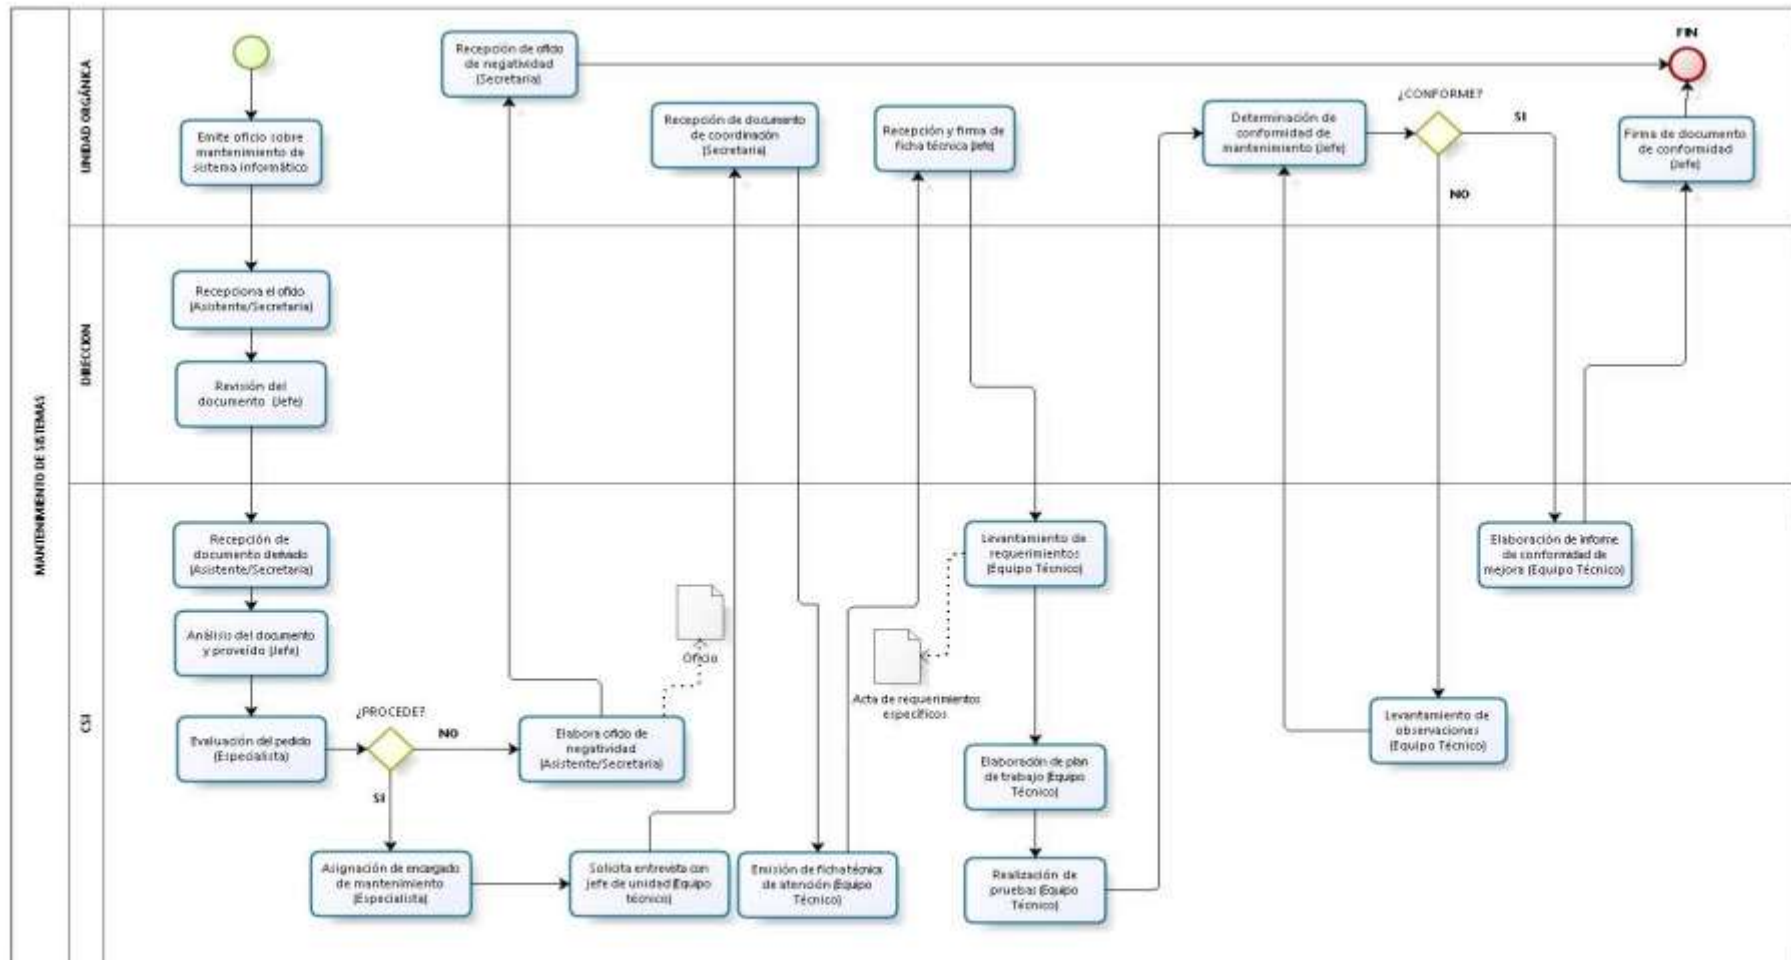 MANTENIMIENTO DE SISTEMAS
UNIDAD ORGÁNICA
Emite oficio sobre
mantenimiento de
sistema informático
Recepción de oficio
de negatividad
(Secretaria)
Recepción de documento
de coordinación
(Secretaria)
Recepción y firma de
ficha técnica (Jefe)
Determinación de
conformidad de
mantenimiento (Jefe)
¿CONFORME?
SI
NO
FIN
Firma de documento
de conformidad
(Jefe)
DIRECCION
Recepciona el oficio
(Asistente/Secretaria)
Revisión del
documento (Jefe)
CSI
Recepción de
documento derivado
(Asistente/Secretaria)
Análisis del documento
y proveído (Jefe)
Evaluación del pedido
(Especialista)
¿PROCEDE?
NO
SI
Elabora oficio de
negatividad
(Asistente/Secretaria)
Oficio
Asignación de encargado
de mantenimiento
(Especialista)
Solicita entrevista con
jefe de unidad (Equipo
técnico)
Emisión de ficha técnica
de atención (Equipo
Técnico)
Levantamiento de
requerimientos
(Equipo Técnico)
Acta de requerimientos
específicos
Elaboración de plan
de trabajo (Equipo
Técnico)
Realización de
pruebas (Equipo
Técnico)
Levantamiento de
observaciones
(Equipo Técnico)
Elaboración de informe
de conformidad de
mejora (Equipo Técnico)